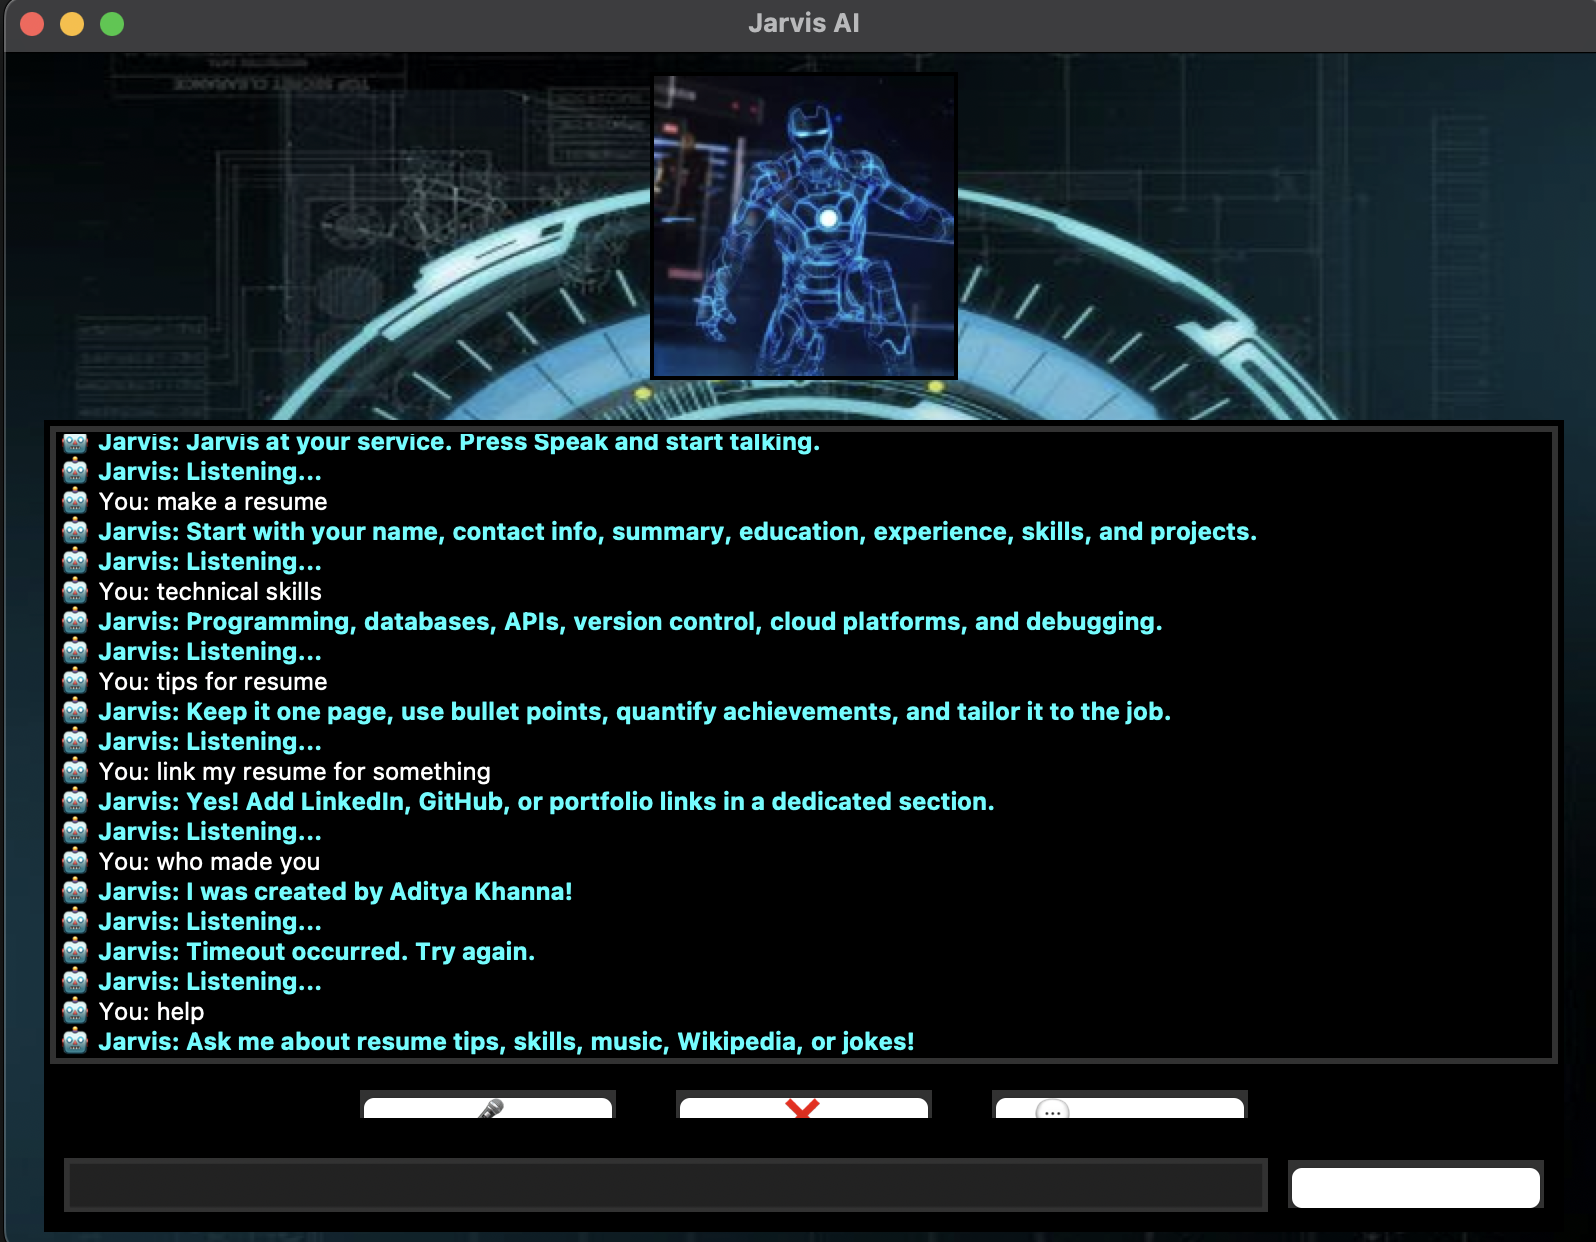 Jarvis AI
TOP SECRET CLEARANCE
🤖 Jarvis: Jarvis at your service. Press Speak and start talking.
🤖 Jarvis: Listening...
🤖 You: make a resume
🤖 Jarvis: Start with your name, contact info, summary, education, experience, skills, and projects.
🤖 Jarvis: Listening...
🤖 You: technical skills
🤖 Jarvis: Programming, databases, APIs, version control, cloud platforms, and debugging.
🤖 Jarvis: Listening...
🤖 You: tips for resume
🤖 Jarvis: Keep it one page, use bullet points, quantify achievements, and tailor it to the job.
🤖 Jarvis: Listening...
🤖 You: link my resume for something
🤖 Jarvis: Yes! Add LinkedIn, GitHub, or portfolio links in a dedicated section.
🤖 Jarvis: Listening...
🤖 You: who made you
🤖 Jarvis: I was created by Aditya Khanna!
🤖 Jarvis: Listening...
🤖 Jarvis: Timeout occurred. Try again.
🤖 Jarvis: Listening...
🤖 You: help
🤖 Jarvis: Ask me about resume tips, skills, music, Wikipedia, or jokes!